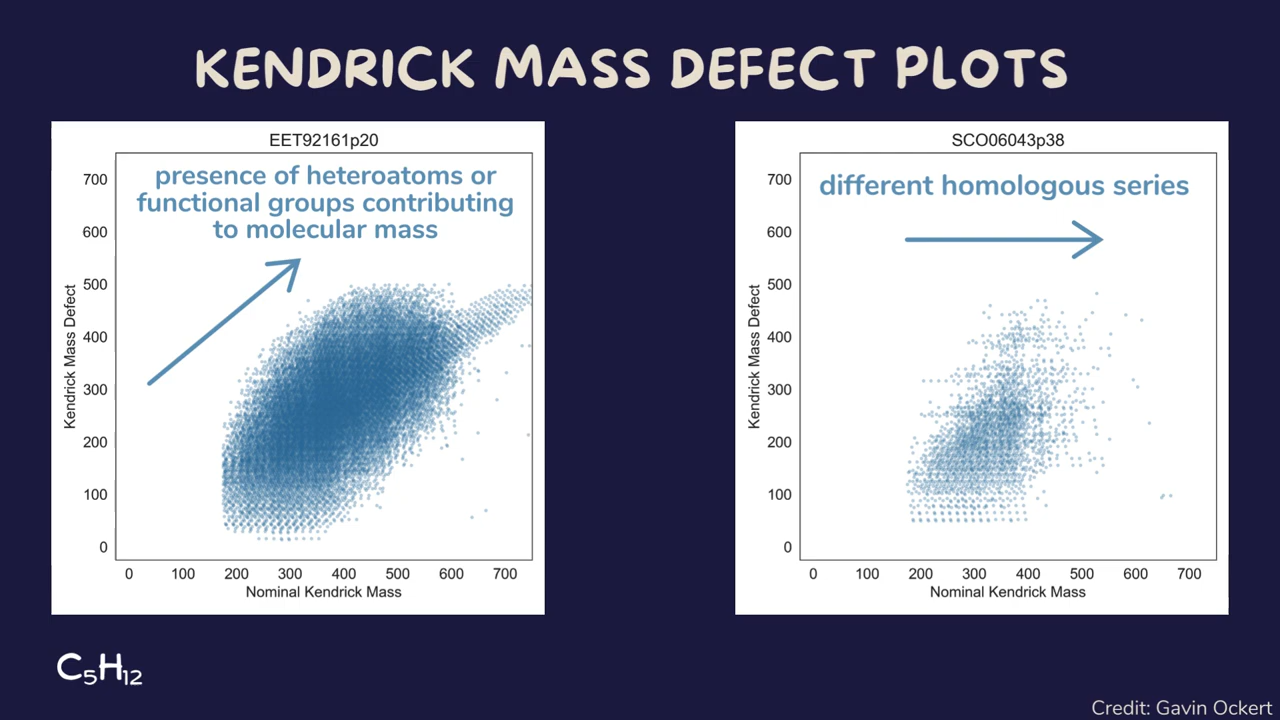 KENDRICK MASS DEFECT PLOTS
EET92161p20
presence of heteroatoms or
functional groups contributing
to molecular mass
700
600
500
400
300
200
100
0
Kendrick Mass Defect
0 100 200 300 400 500 600 700
Nominal Kendrick Mass
SCO06043p38
different homologous series
700
600
500
400
300
200
100
0
Kendrick Mass Defect
0 100 200 300 400 500 600 700
Nominal Kendrick Mass
C₅H₁₂
Credit: Gavin Ockert